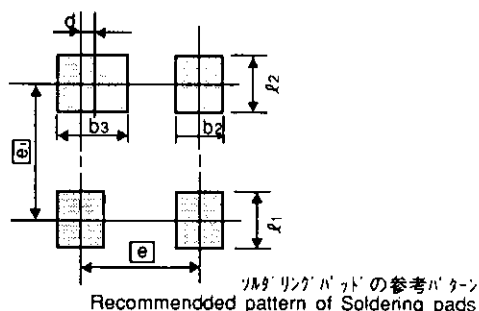 d
ℓ2
b3
b2
e1
ℓ1
e
ソルダリングパッドの参考パターン
Recommendded pattern of Soldering pads